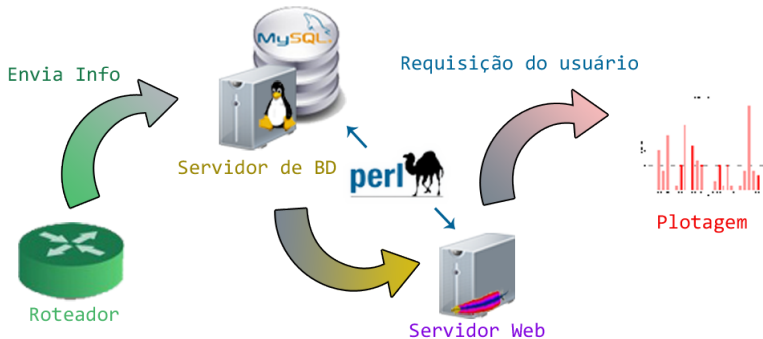 MySQL
Envia Info
Requisição do usuário
Servidor de BD
perl
Plotagem
Roteador
Servidor Web